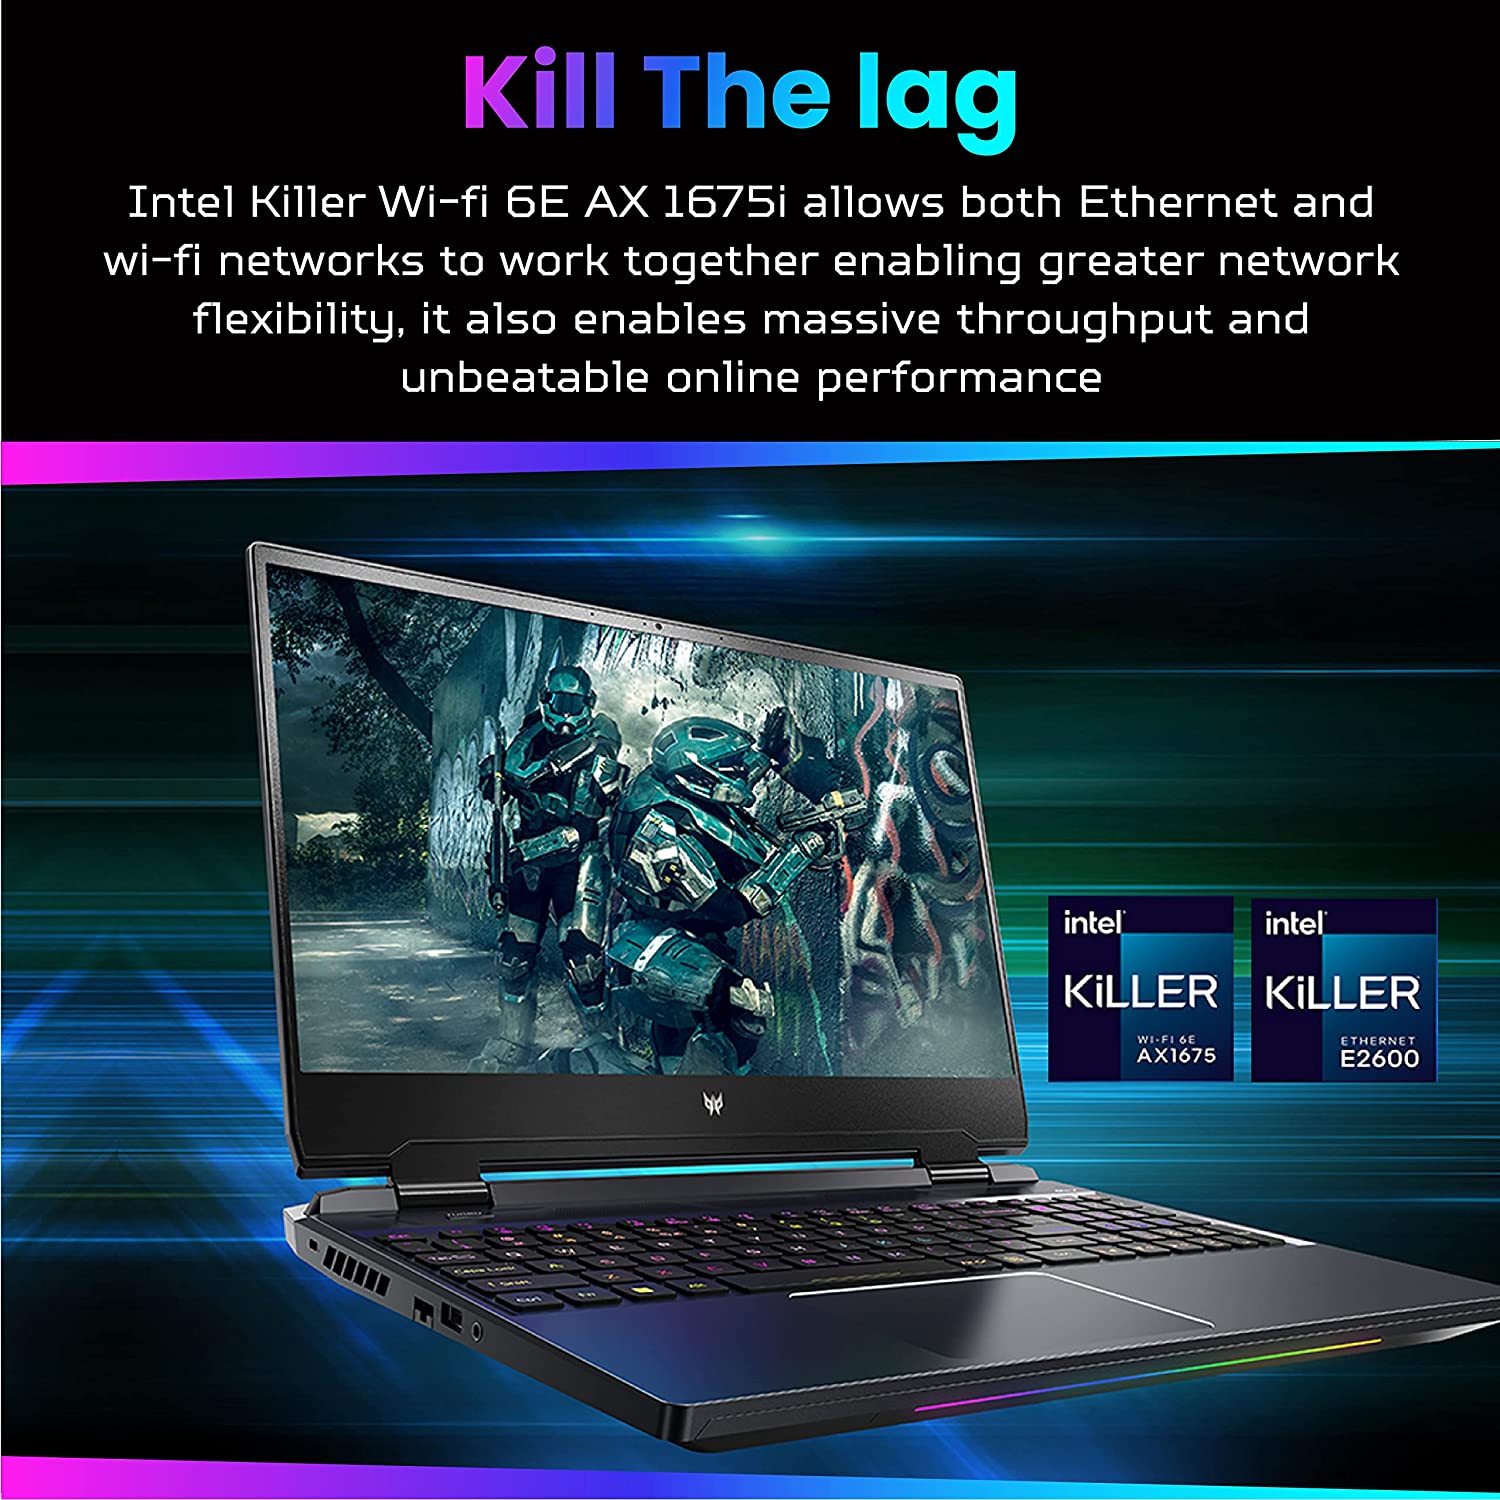 Kill The lag
Intel Killer Wi-fi 6E AX 1675i allows both Ethernet and
wi-fi networks to work together enabling greater network
flexibility, it also enables massive throughput and
unbeatable online performance
intel
KiLLER
WI-FI 6E
AX1675
intel
KiLLER
ETHERNET
E2600